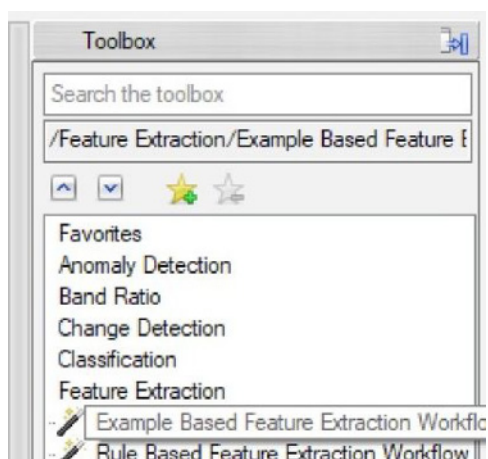 Toolbox
Search the toolbox
/Feature Extraction/Example Based Feature E
Favorites
Anomaly Detection
Band Ratio
Change Detection
Classification
Feature Extraction
Example Based Feature Extraction Workflo
Rule Based Feature Extraction Workflow